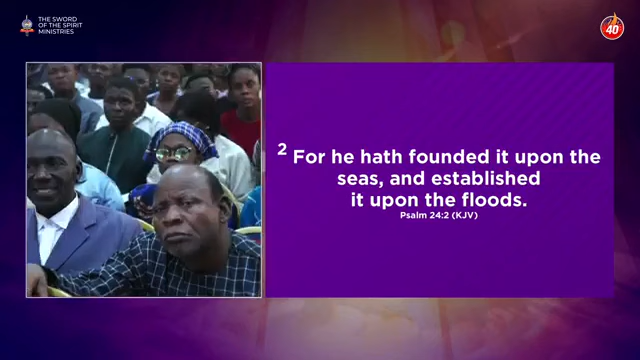 THE SWORD
OF THE SPIRIT
MINISTRIES
40
2 For he hath founded it upon the
seas, and established
it upon the floods.
Psalm 24:2 (KJV)